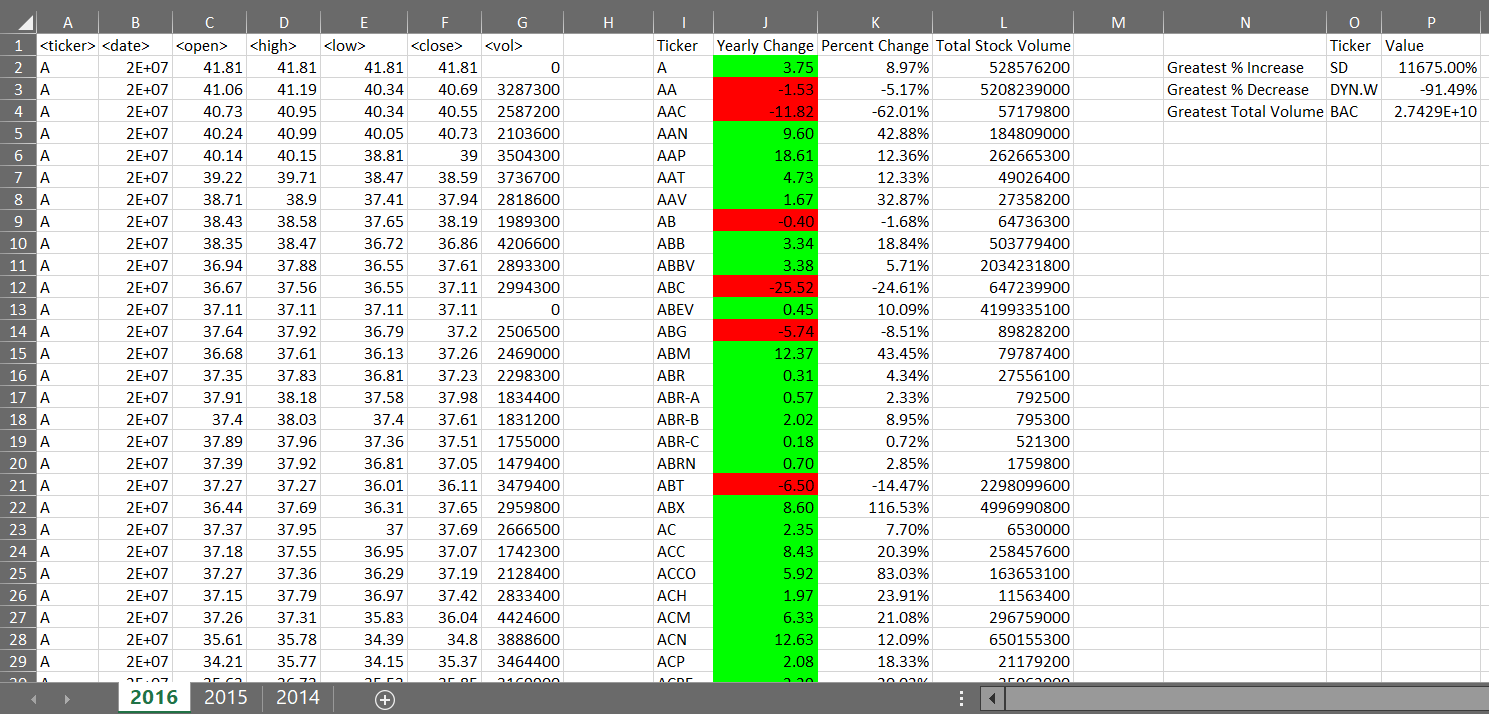 A B C D E F G H I J K L M N O P
1 <ticker> <date> <open> <high> <low> <close> <vol> Ticker Yearly Change Percent Change Total Stock Volume Ticker Value
2 A 2E+07 41.81 41.81 41.81 41.81 0 A 3.75 8.97% 528576200 Greatest % Increase SD 11675.00%
3 A 2E+07 41.06 41.19 40.34 40.69 3287300 AA -1.53 -5.17% 5208239000 Greatest % Decrease DYN.W -91.49%
4 A 2E+07 40.73 40.95 40.34 40.55 2587200 AAC -11.82 -62.01% 57179800 Greatest Total Volume BAC 2.7429E+10
5 A 2E+07 40.24 40.99 40.05 40.73 2103600 AAN 9.60 42.88% 184809000
6 A 2E+07 40.14 40.15 38.81 39 3504300 AAP 18.61 12.36% 262665300
7 A 2E+07 39.22 39.71 38.47 38.59 3736700 AAT 4.73 12.33% 49026400
8 A 2E+07 38.71 38.9 37.41 37.94 2818600 AAV 1.67 32.87% 27358200
9 A 2E+07 38.43 38.58 37.65 38.19 1989300 AB -0.40 -1.68% 64736300
10 A 2E+07 38.35 38.47 36.72 36.86 4206600 ABB 3.34 18.84% 503779400
11 A 2E+07 36.94 37.88 36.55 37.61 2893300 ABBV 3.38 5.71% 2034231800
12 A 2E+07 36.67 37.56 36.55 37.11 2994300 ABC -25.52 -24.61% 647239900
13 A 2E+07 37.11 37.11 37.11 37.11 0 ABEV 0.45 10.09% 4199335100
14 A 2E+07 37.64 37.92 36.79 37.2 2506500 ABG -5.74 -8.51% 89828200
15 A 2E+07 36.68 37.61 36.13 37.26 2469000 ABM 12.37 43.45% 79787400
16 A 2E+07 37.35 37.83 36.81 37.23 2298300 ABR 0.31 4.34% 27556100
17 A 2E+07 37.91 38.18 37.58 37.98 1834400 ABR-A 0.57 2.33% 792500
18 A 2E+07 37.4 38.03 37.4 37.61 1831200 ABR-B 2.02 8.95% 795300
19 A 2E+07 37.89 37.96 37.36 37.51 1755000 ABR-C 0.18 0.72% 521300
20 A 2E+07 37.39 37.92 36.81 37.05 1479400 ABRN 0.70 2.85% 1759800
21 A 2E+07 37.27 37.27 36.01 36.11 3479400 ABT -6.50 -14.47% 2298099600
22 A 2E+07 36.44 37.69 36.31 37.65 2959800 ABX 8.60 116.53% 4996990800
23 A 2E+07 37.37 37.95 37 37.69 2666500 AC 2.35 7.70% 6530000
24 A 2E+07 37.18 37.55 36.95 37.07 1742300 ACC 8.43 20.39% 258457600
25 A 2E+07 37.27 37.36 36.29 37.19 2128400 ACCO 5.92 83.03% 163653100
26 A 2E+07 37.15 37.79 36.97 37.42 2833400 ACH 1.97 23.91% 11563400
27 A 2E+07 37.26 37.31 35.83 36.04 4424600 ACM 6.33 21.08% 296759000
28 A 2E+07 35.61 35.78 34.39 34.8 3888600 ACN 12.63 12.09% 650155300
29 A 2E+07 34.21 35.77 34.15 35.37 3464400 ACP 2.08 18.33% 21179200
2016 2015 2014